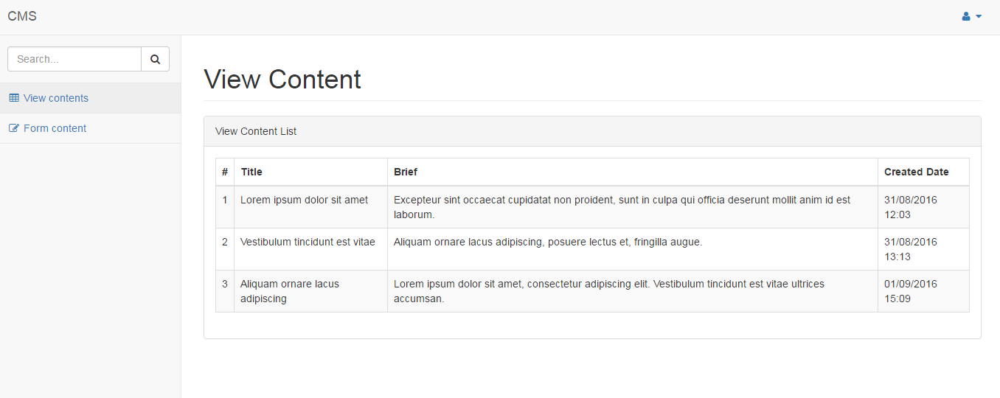 CMS
Search...
View contents
Form content
View Content
View Content List
# Title Brief Created Date
1 Lorem ipsum dolor sit amet Excepteur sint occaecat cupidatat non proident, sunt in culpa qui officia deserunt mollit anim id est 31/08/2016
laborum. 12:03
2 Vestibulum tincidunt est vitae Aliquam ornare lacus adipiscing, posuere lectus et, fringilla augue. 31/08/2016
13:13
3 Aliquam ornare lacus Lorem ipsum dolor sit amet, consectetur adipiscing elit. Vestibulum tincidunt est vitae ultrices 01/09/2016
adipiscing accumsan. 15:09